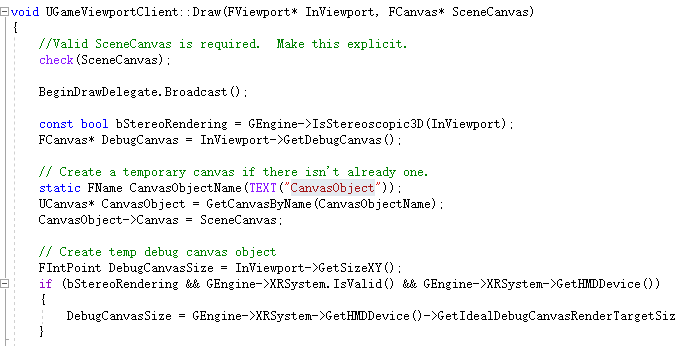 void UGameViewportClient::Draw(FViewport* InViewport, FCanvas* SceneCanvas)
{
//Valid SceneCanvas is required.  Make this explicit.
check(SceneCanvas);
BeginDrawDelegate.Broadcast();
const bool bStereoRendering = GEngine->IsStereoscopic3D(InViewport);
FCanvas* DebugCanvas = InViewport->GetDebugCanvas();
// Create a temporary canvas if there isn't already one.
static FName CanvasObjectName(TEXT("CanvasObject"));
UCanvas* CanvasObject = GetCanvasByName(CanvasObjectName);
CanvasObject->Canvas = SceneCanvas;
// Create temp debug canvas object
FIntPoint DebugCanvasSize = InViewport->GetSizeXY();
if (bStereoRendering && GEngine->XRSystem.IsValid() && GEngine->XRSystem->GetHMDDevice())
{
DebugCanvasSize = GEngine->XRSystem->GetHMDDevice()->GetIdealDebugCanvasRenderTargetSiz
}